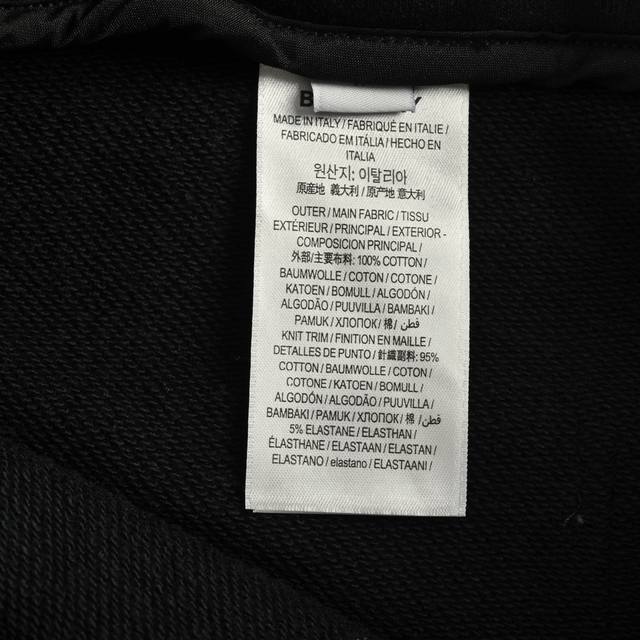 MADE IN ITALY / FABRIQUÉ EN ITALIE /
FABRICADO EM ITÁLIA / HECHO EN
ITALIA
원산지: 이탈리아
原産地 義大利 / 原产地 意大利
OUTER / MAIN FABRIC / TISSU
EXTÉRIEUR / PRINCIPAL / EXTERIOR -
COMPOSICION PRINCIPAL /
外部/主要布料: 100% COTTON /
BAUMWOLLE / COTON / COTONE /
KATOEN / BOMULL / ALGODÓN /
ALGODÃO / PUUVILLA / BAMBAKI /
PAMUK / ХЛОПОК / 棉 / قطن /
KNIT TRIM / FINITION EN MAILLE /
DETALLES DE PUNTO / 針織副料: 95%
COTTON / BAUMWOLLE / COTON /
COTONE / KATOEN / BOMULL /
ALGODÓN / ALGODÃO / PUUVILLA /
BAMBAKI / PAMUK / ХЛОПОК / 棉 / قطن /
5% ELASTANE / ELASTHAN /
ÉLASTHANE / ELASTAAN / ELASTAN /
ELASTANO / elastano / ELASTAANI /